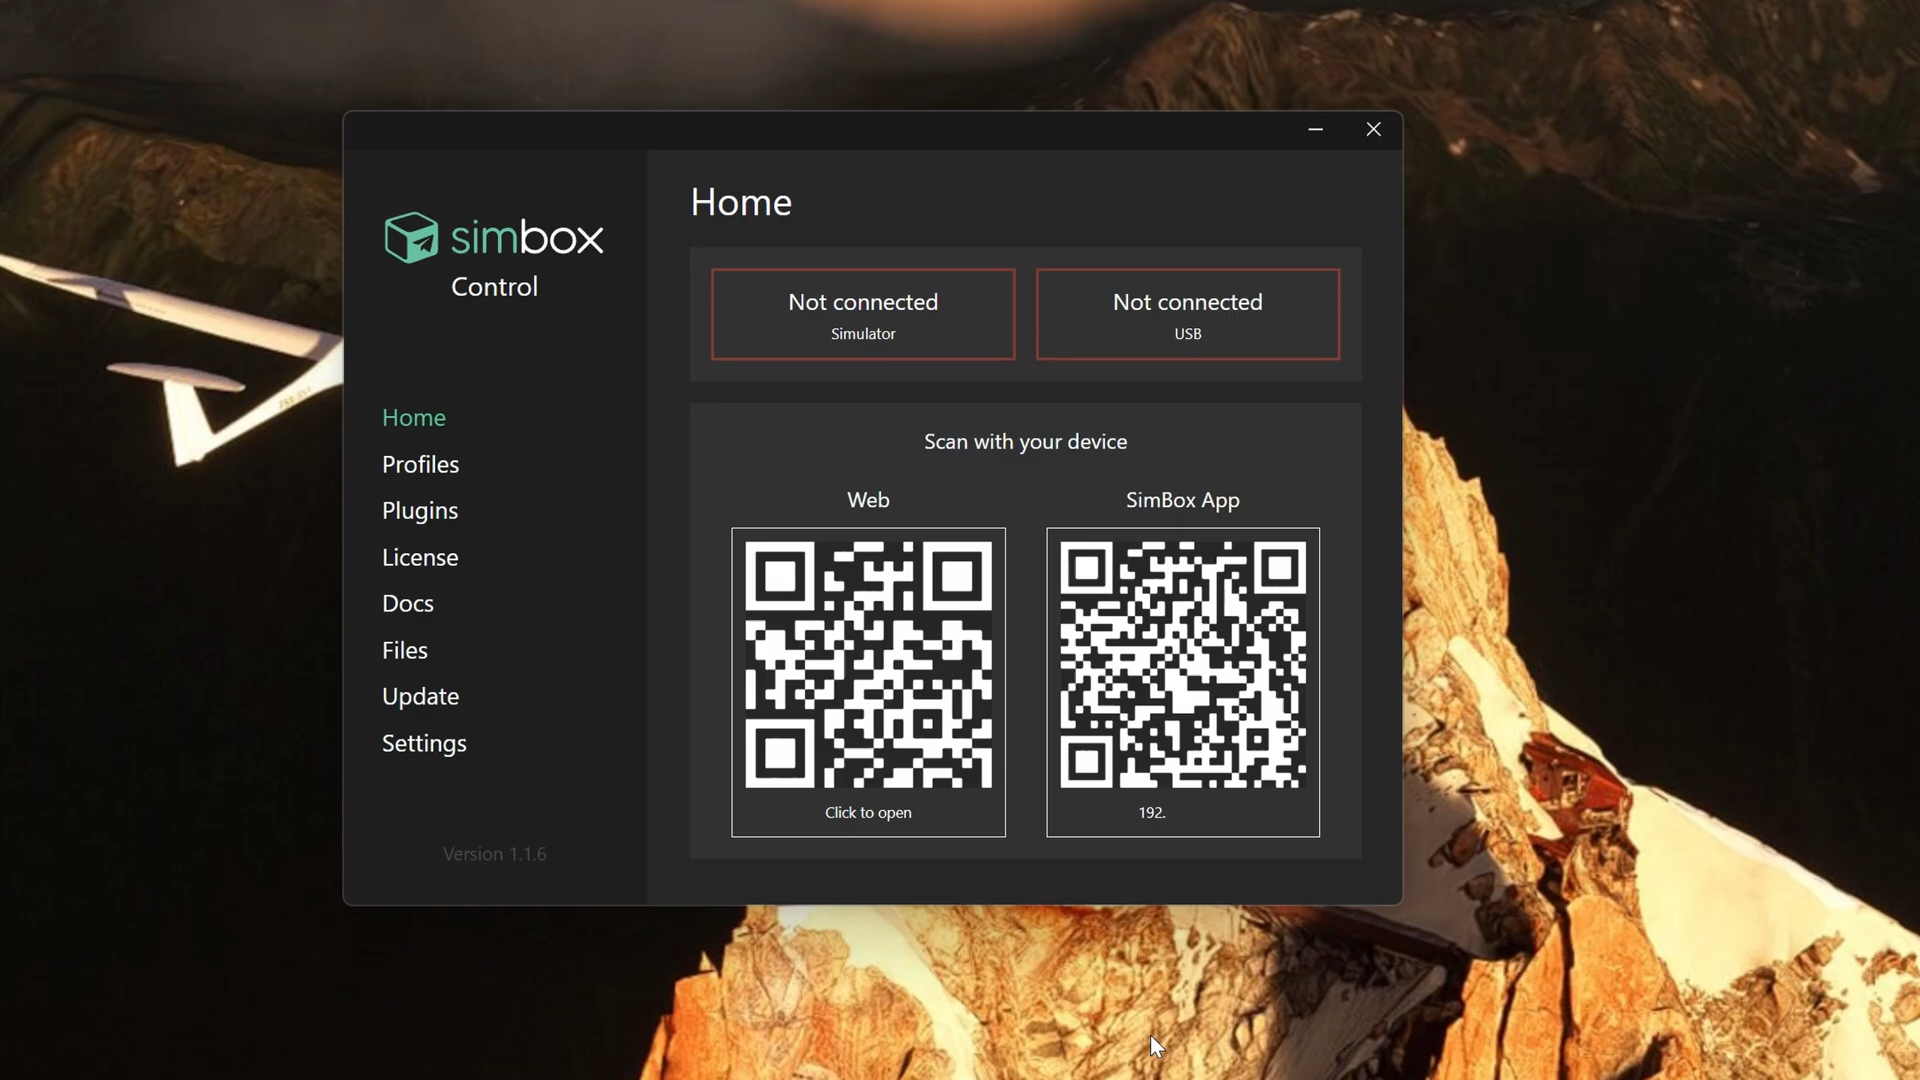 simbox
Control
Home
Profiles
Plugins
License
Docs
Files
Update
Settings
Version 1.1.6
Home
Not connected
Simulator
Not connected
USB
Scan with your device
Web
SimBox App
Click to open
192.